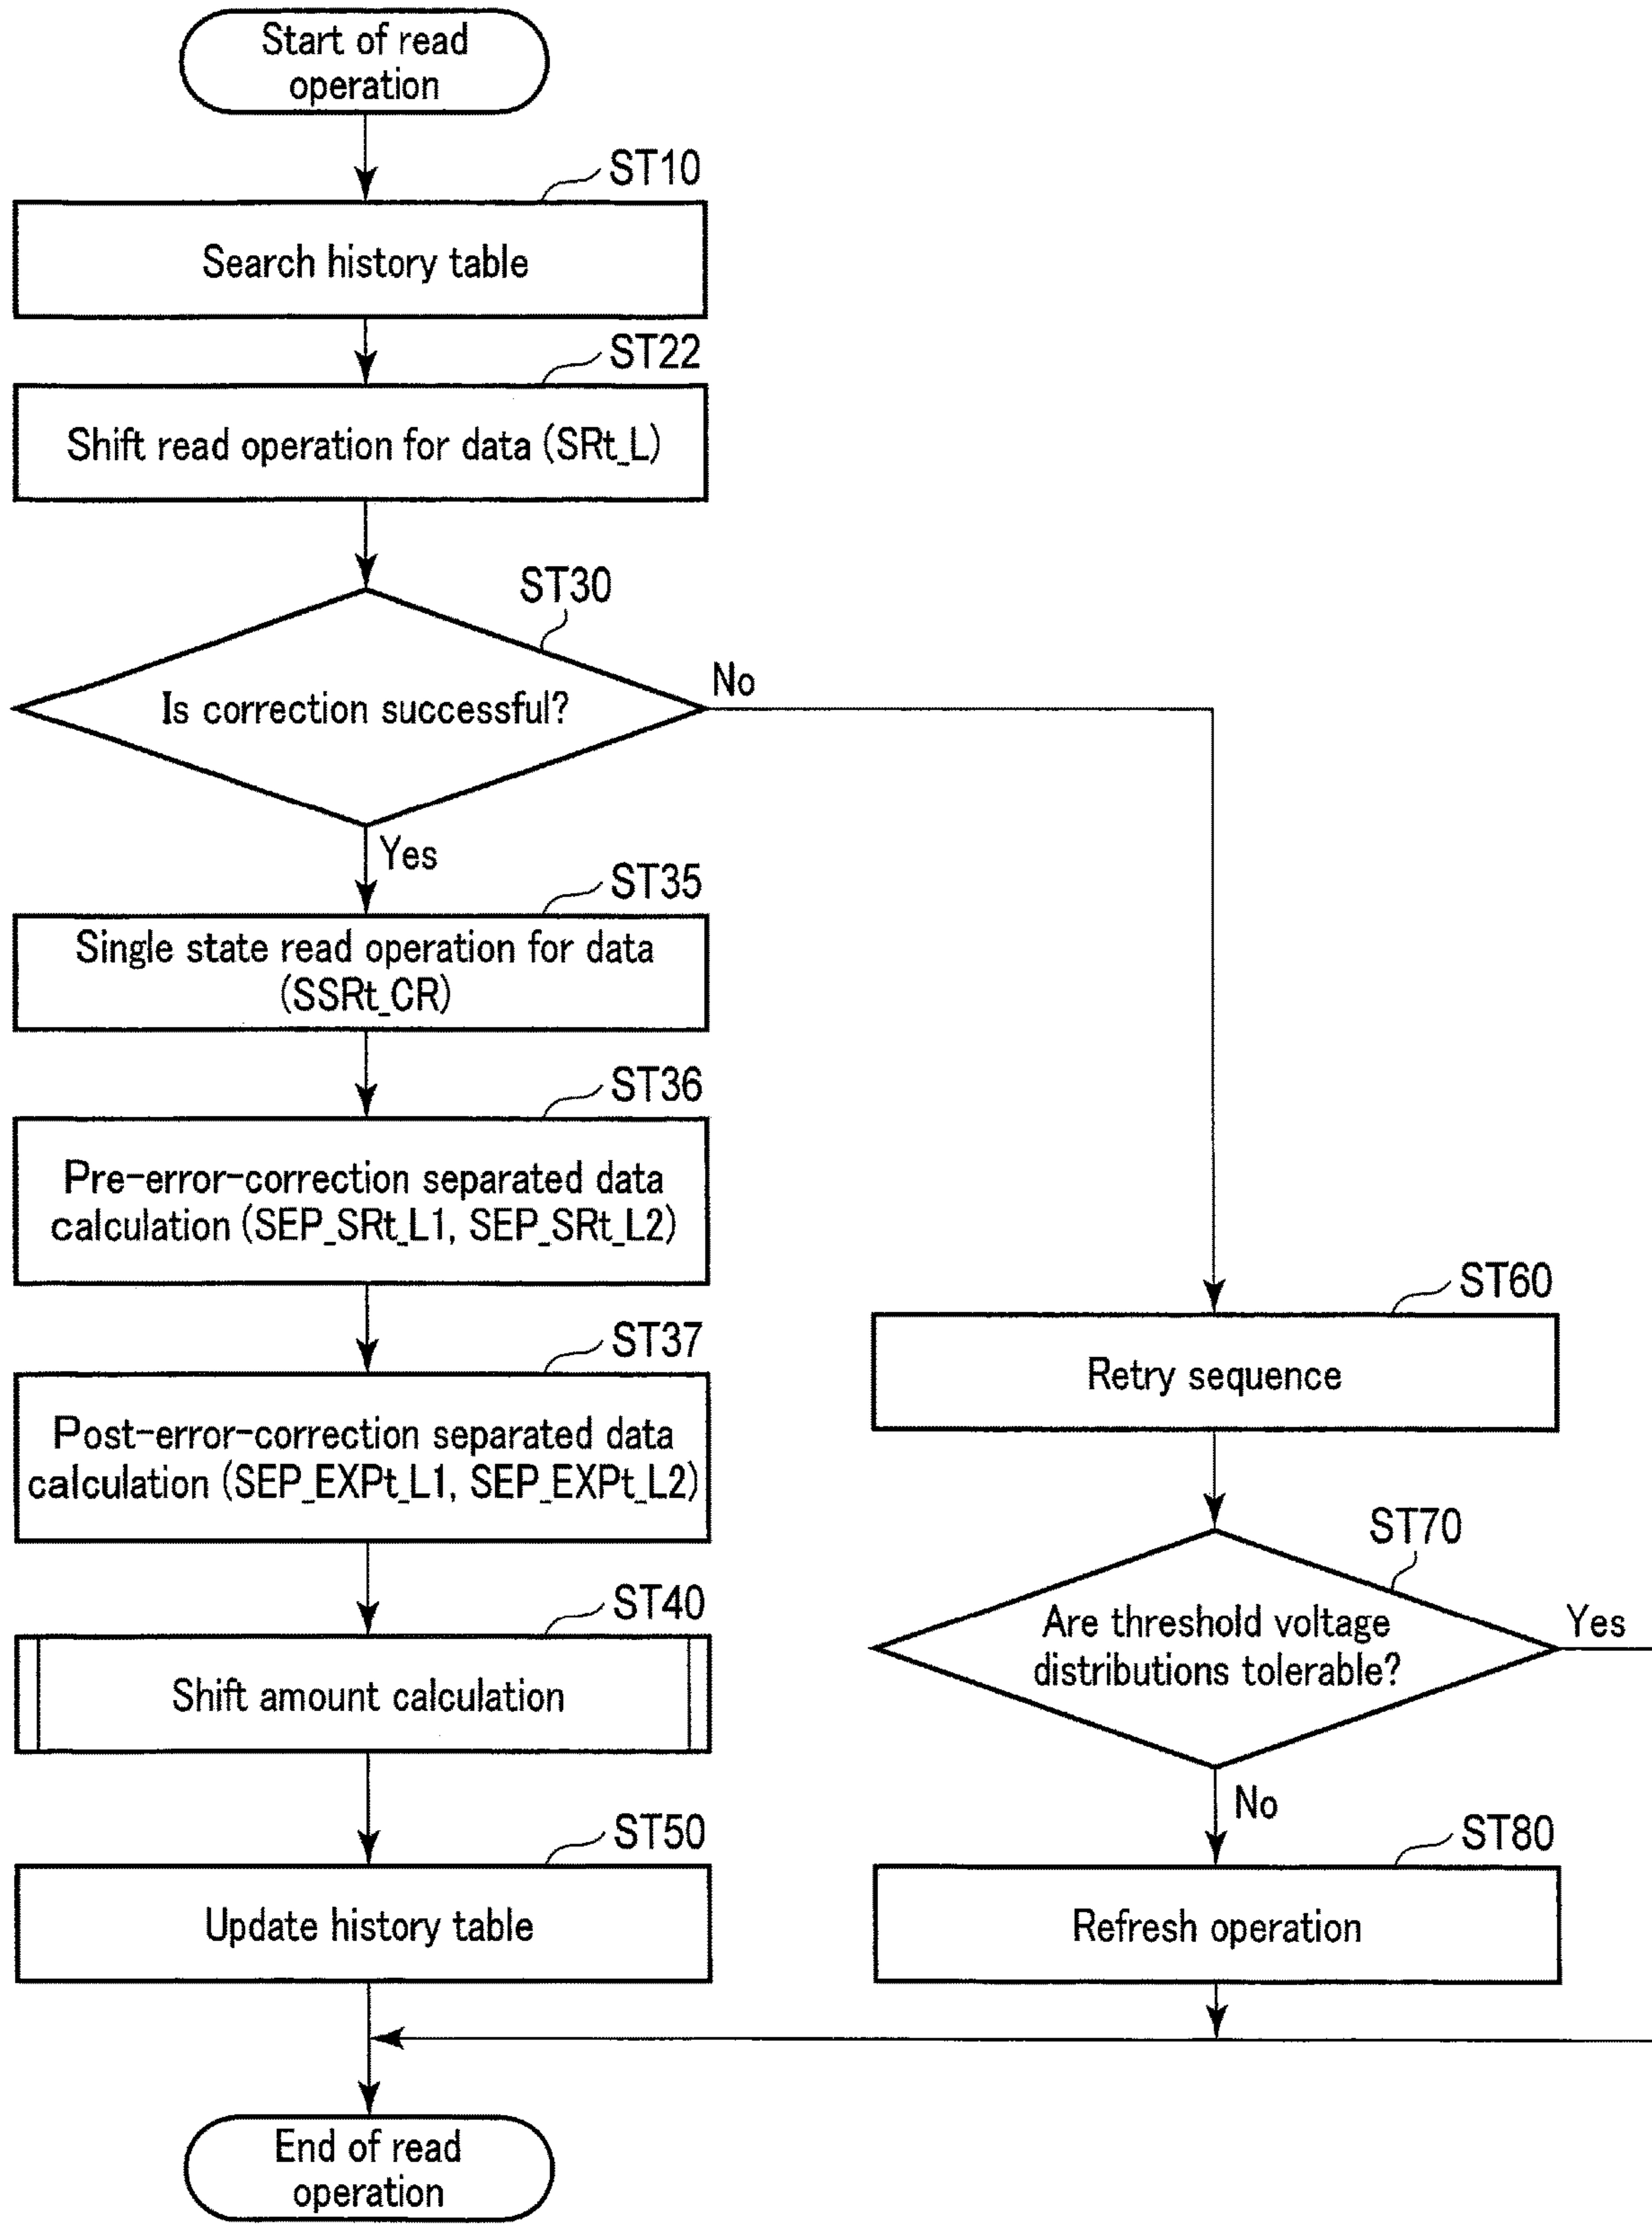 Start of read
operation
ST10
Search history table
ST22
Shift read operation for data (SRt_L)
ST30
Is correction successful?
No
Yes
ST35
Single state read operation for data
(SSRt_CR)
ST36
Pre-error-correction separated data
calculation (SEP_SRt_L1, SEP_SRt_L2)
ST37
Post-error-correction separated data
calculation (SEP_EXPt_L1, SEP_EXPt_L2)
ST40
Shift amount calculation
ST50
Update history table
ST60
Retry sequence
ST70
Are threshold voltage
distributions tolerable?
Yes
No
ST80
Refresh operation
End of read
operation